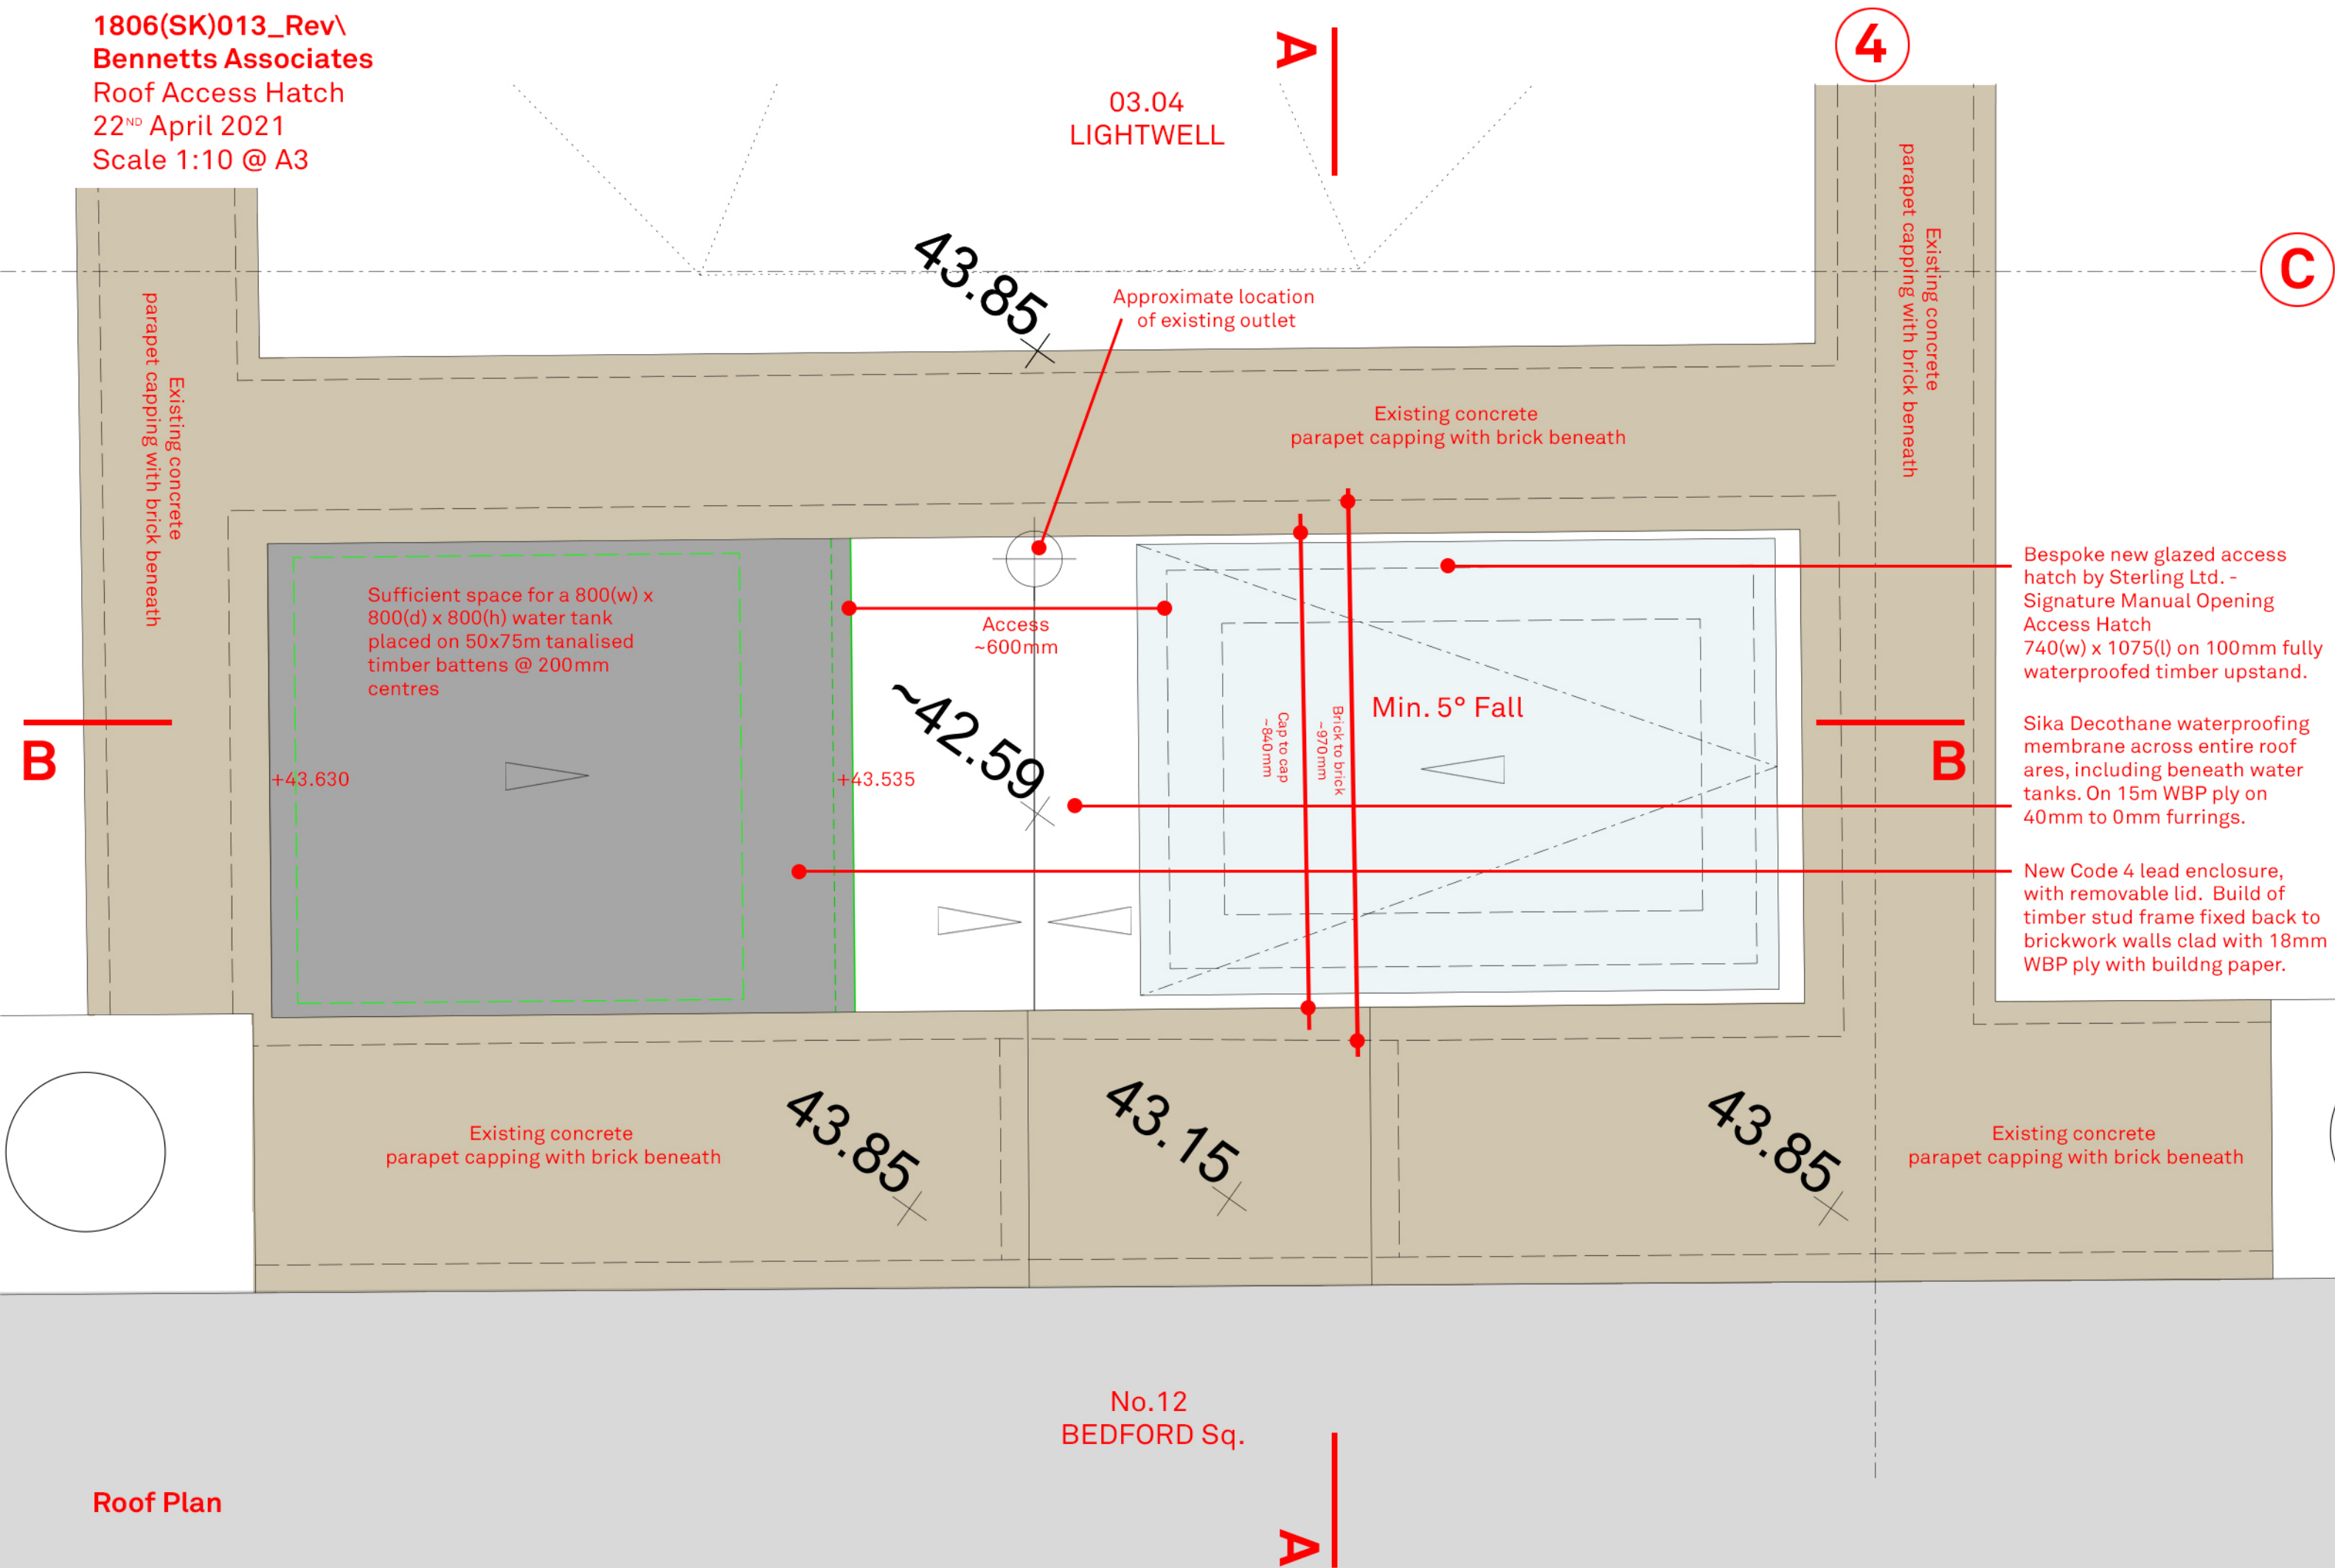 1806(SK)013_Rev\
Bennetts Associates
Roof Access Hatch
22ND April 2021
Scale 1:10 @ A3
A
4
03.04
LIGHTWELL
C
43.85
Approximate location
of existing outlet
Existing concrete
parapet capping with brick beneath
Existing concrete
parapet capping with brick beneath
Existing concrete
parapet capping with brick beneath
Sufficient space for a 800(w) x
800(d) x 800(h) water tank
placed on 50x75m tanalised
timber battens @ 200mm
centres
Access
~600mm
~42.59
Cap to cap
~840mm
Brick to brick
~970mm
Min. 5° Fall
+43.630
+43.535
B
B
Bespoke new glazed access
hatch by Sterling Ltd. -
Signature Manual Opening
Access Hatch
740(w) x 1075(l) on 100mm fully
waterproofed timber upstand.
Sika Decothane waterproofing
membrane across entire roof
ares, including beneath water
tanks. On 15m WBP ply on
40mm to 0mm furrings.
New Code 4 lead enclosure,
with removable lid. Build of
timber stud frame fixed back to
brickwork walls clad with 18mm
WBP ply with buildng paper.
Existing concrete
parapet capping with brick beneath
43.85
43.15
43.85
Existing concrete
parapet capping with brick beneath
No.12
BEDFORD Sq.
Roof Plan
A